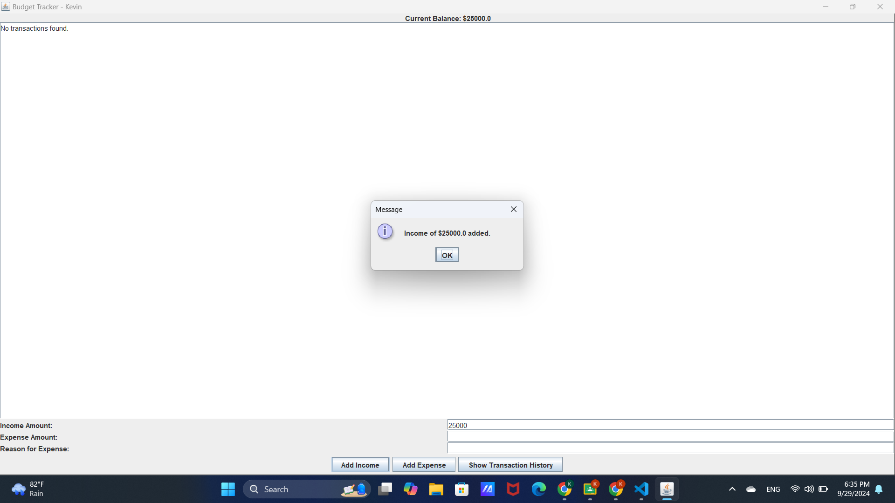 Budget Tracker - Kevin
Current Balance: $25000.0
No transactions found.
Message
Income of $25000.0 added.
OK
Income Amount:
25000
Expense Amount:
Reason for Expense:
Add Income
Add Expense
Show Transaction History
82°F
Rain
Search
ENG
6:35 PM
9/29/2024